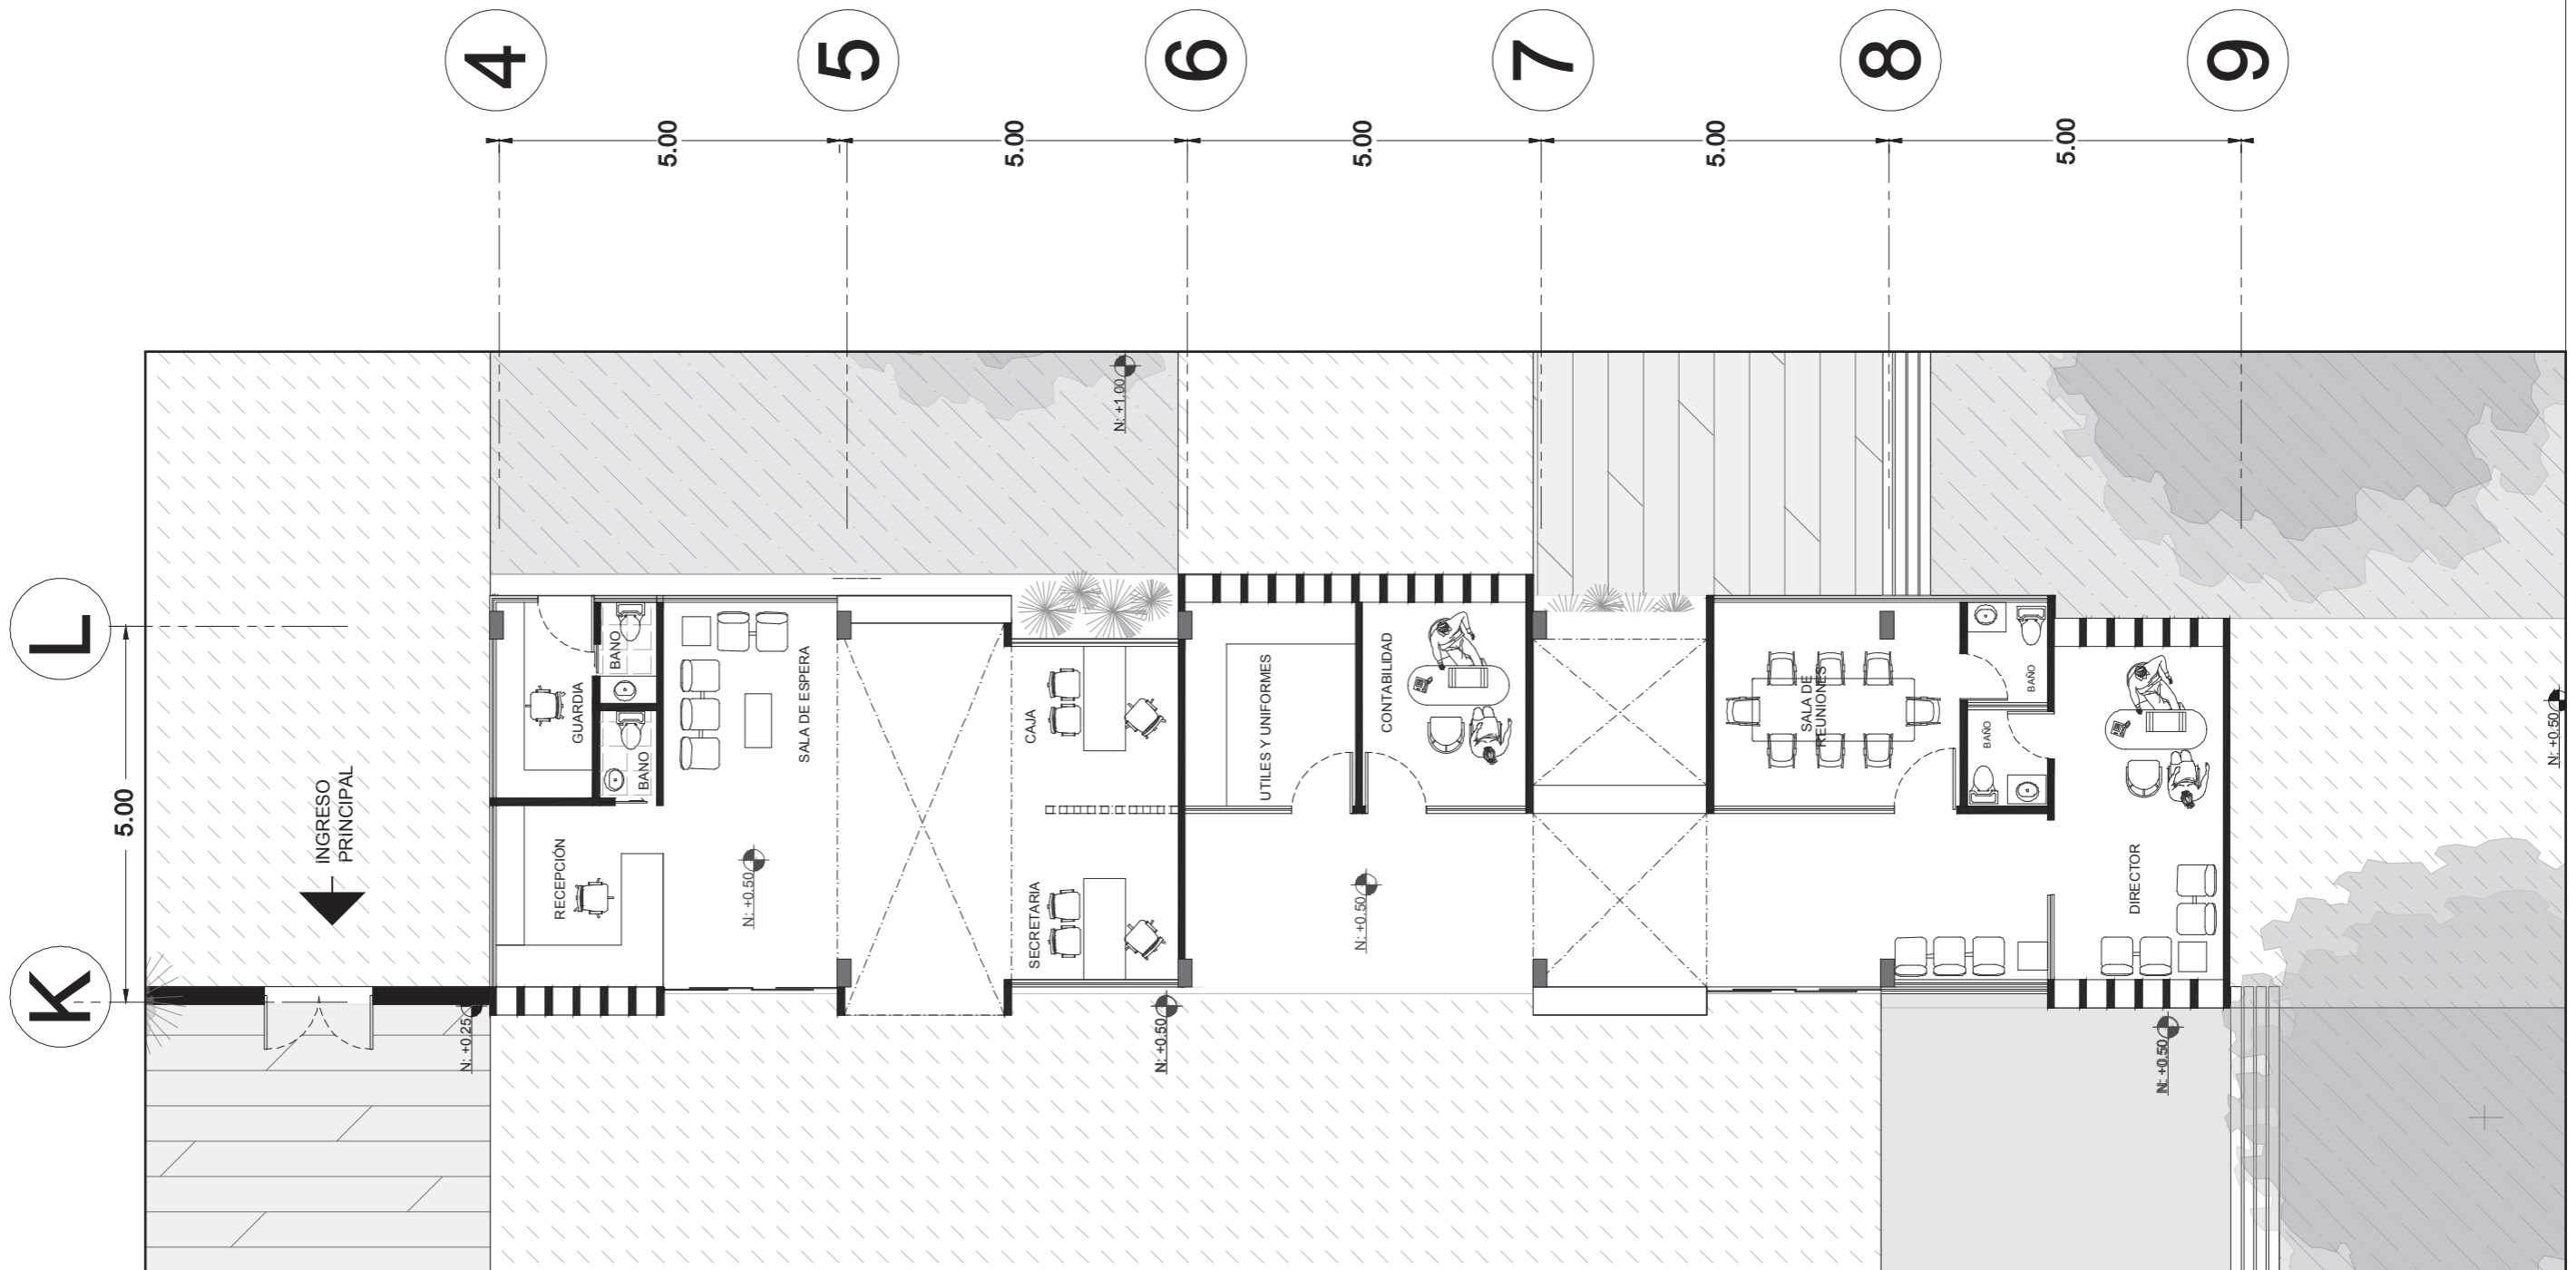 4
5
6
7
8
9
5.00
5.00
5.00
5.00
5.00
L
K
5.00
N: +1.00
INGRESO
PRINCIPAL
GUARDIA
BANO
BANO
RECEPCIÓN
SALA DE ESPERA
N: +0.50
CAJA
SECRETARIA
UTILES Y UNIFORMES
CONTABILIDAD
N: +0.50
SALA DE
REUNIONES
BAÑO
BAÑO
DIRECTOR
N: +0.50
N: +0.25
N: +0.50
N: +0.50